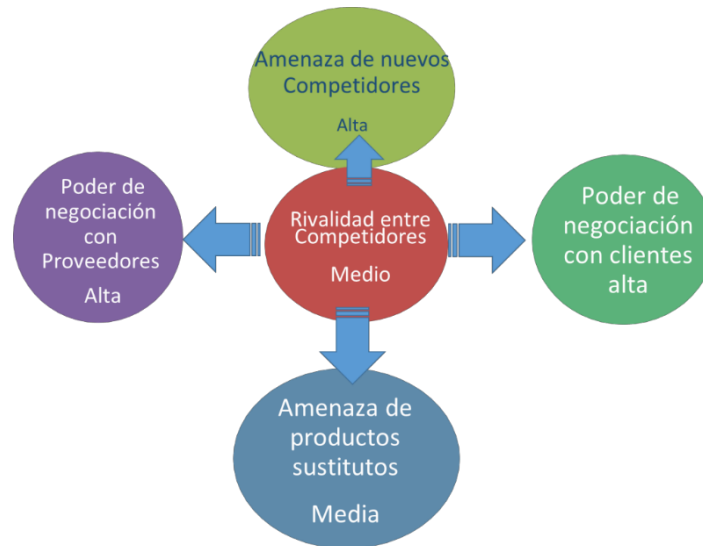 Amenaza de nuevos
Competidores
Alta
Poder de
negociación
con
Proveedores
Alta
Rivalidad entre
Competidores
Medio
Poder de
negociación
con clientes
alta
Amenaza de
productos
sustitutos
Media